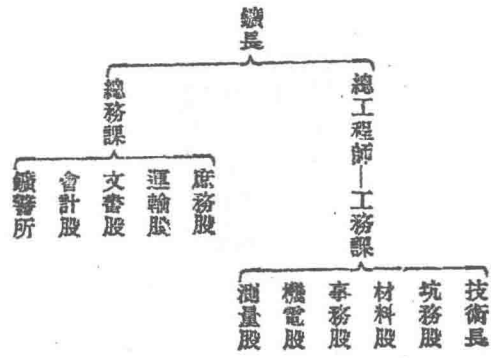 鑛長
總工程師—工務課
技術長
坑務股
材料股
事務股
機電股
測量股
總務課
庶務股
運輸股
文書股
會計股
鑛警所